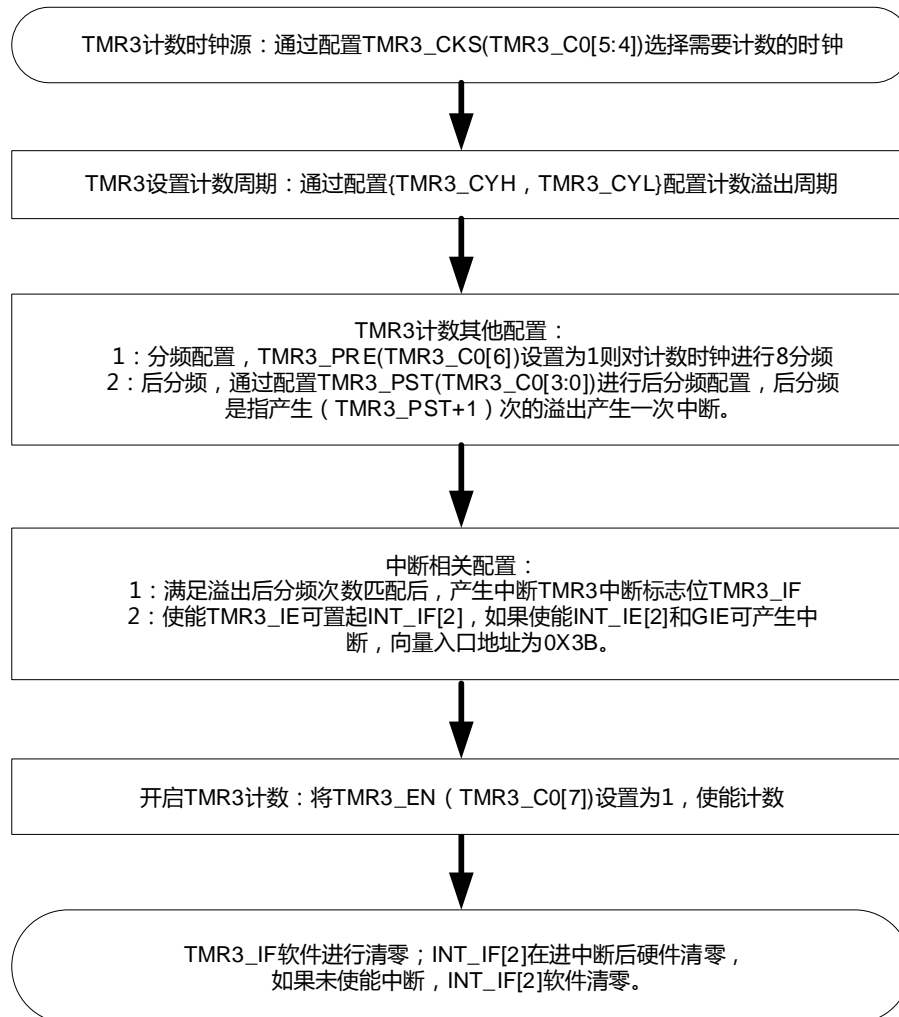 TMR3计数时钟源：通过配置TMR3_CKS(TMR3_C0[5:4])选择需要计数的时钟
TMR3设置计数周期：通过配置{TMR3_CYH，TMR3_CYL}配置计数溢出周期
TMR3计数其他配置：
1：分频配置，TMR3_PRE(TMR3_C0[6])设置为1则对计数时钟进行8分频
2：后分频，通过配置TMR3_PST(TMR3_C0[3:0])进行后分频配置，后分频
是指产生（TMR3_PST+1）次的溢出产生一次中断。
中断相关配置：
1：满足溢出后分频次数匹配后，产生中断TMR3中断标志位TMR3_IF
2：使能TMR3_IE可置起INT_IF[2]，如果使能INT_IE[2]和GIE可产生中
断，向量入口地址为0X3B。
开启TMR3计数：将TMR3_EN（TMR3_C0[7])设置为1，使能计数
TMR3_IF软件进行清零；INT_IF[2]在进中断后硬件清零，
如果未使能中断，INT_IF[2]软件清零。